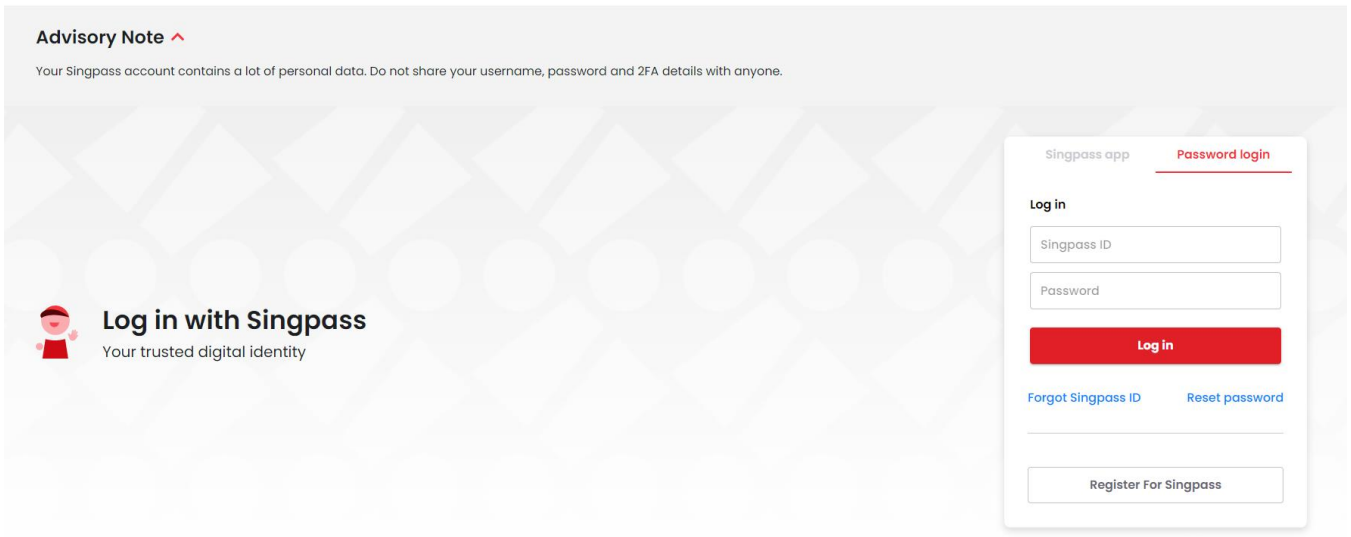 Advisory Note
Your Singpass account contains a lot of personal data. Do not share your username, password and 2FA details with anyone.
Log in with Singpass
Your trusted digital identity
Singpass app
Password login
Log in
Singpass ID
Password
Log in
Forgot Singpass ID
Reset password
Register For Singpass